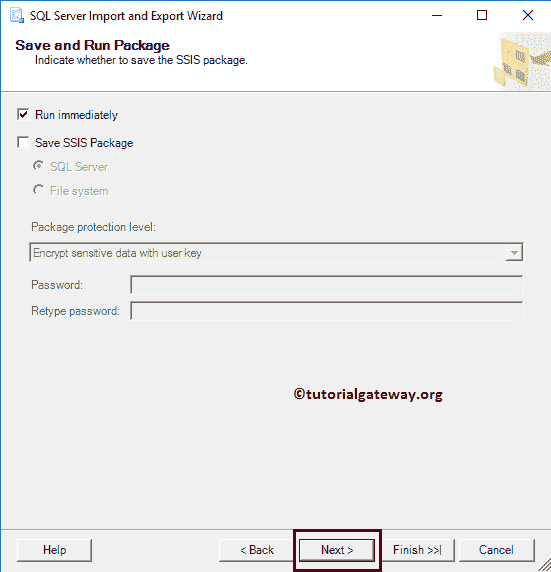 SQL Server Import and Export Wizard
Save and Run Package
Indicate whether to save the SSIS package.
Run immediately
Save SSIS Package
SQL Server
File system
Package protection level:
Encrypt sensitive data with user key
Password:
Retype password:
©tutorialgateway.org
Help
< Back
Next >
Finish >>|
Cancel